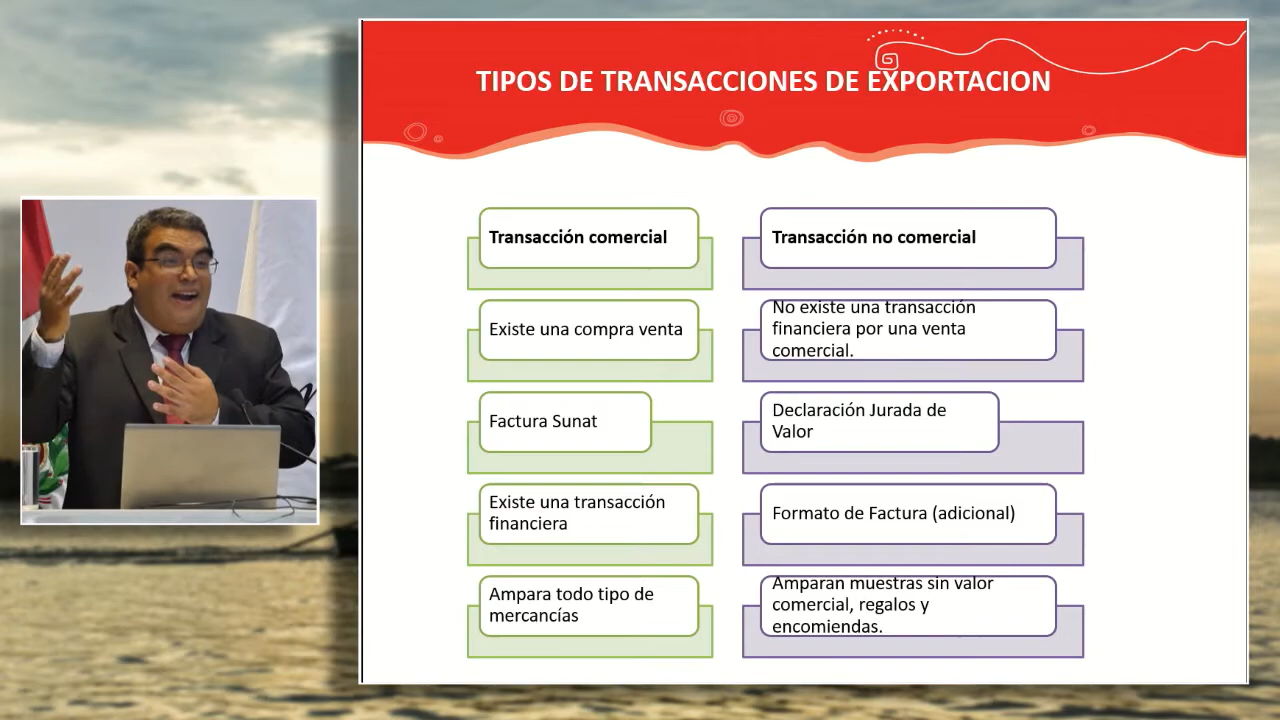 TIPOS DE TRANSACCIONES DE EXPORTACION
Transacción comercial
Existe una compra venta
Factura Sunat
Existe una transacción
financiera
Ampara todo tipo de
mercancías
Transacción no comercial
No existe una transacción
financiera por una venta
comercial.
Declaración Jurada de
Valor
Formato de Factura (adicional)
Amparan muestras sin valor
comercial, regalos y
encomiendas.